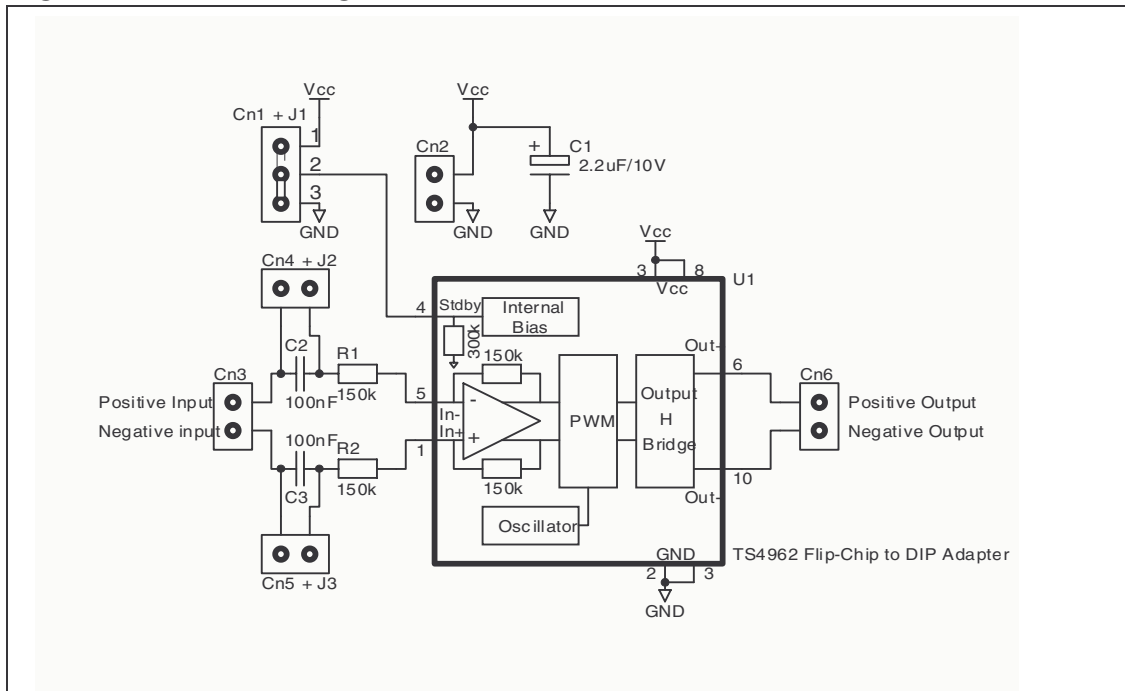 Vcc
Cn1 + J1
1
2
3
GND
Vcc
Cn2
+
C1
2.2uF/10V
GND
GND
Vcc
3
8
Vcc
U1
Cn4 + J2
4
Stdby
Internal
Bias
300k
C2
R1
150k
100nF
Cn3
Positive Input
Negative input
100nF
R2
150k
C3
Cn5 + J3
5
In-
In+
1
150k
-
+
150k
PWM
Output
H
Bridge
Oscillator
Out-
6
Out-
10
Cn6
Positive Output
Negative Output
TS4962 Flip-Chip to DIP Adapter
GND
2
3
GND